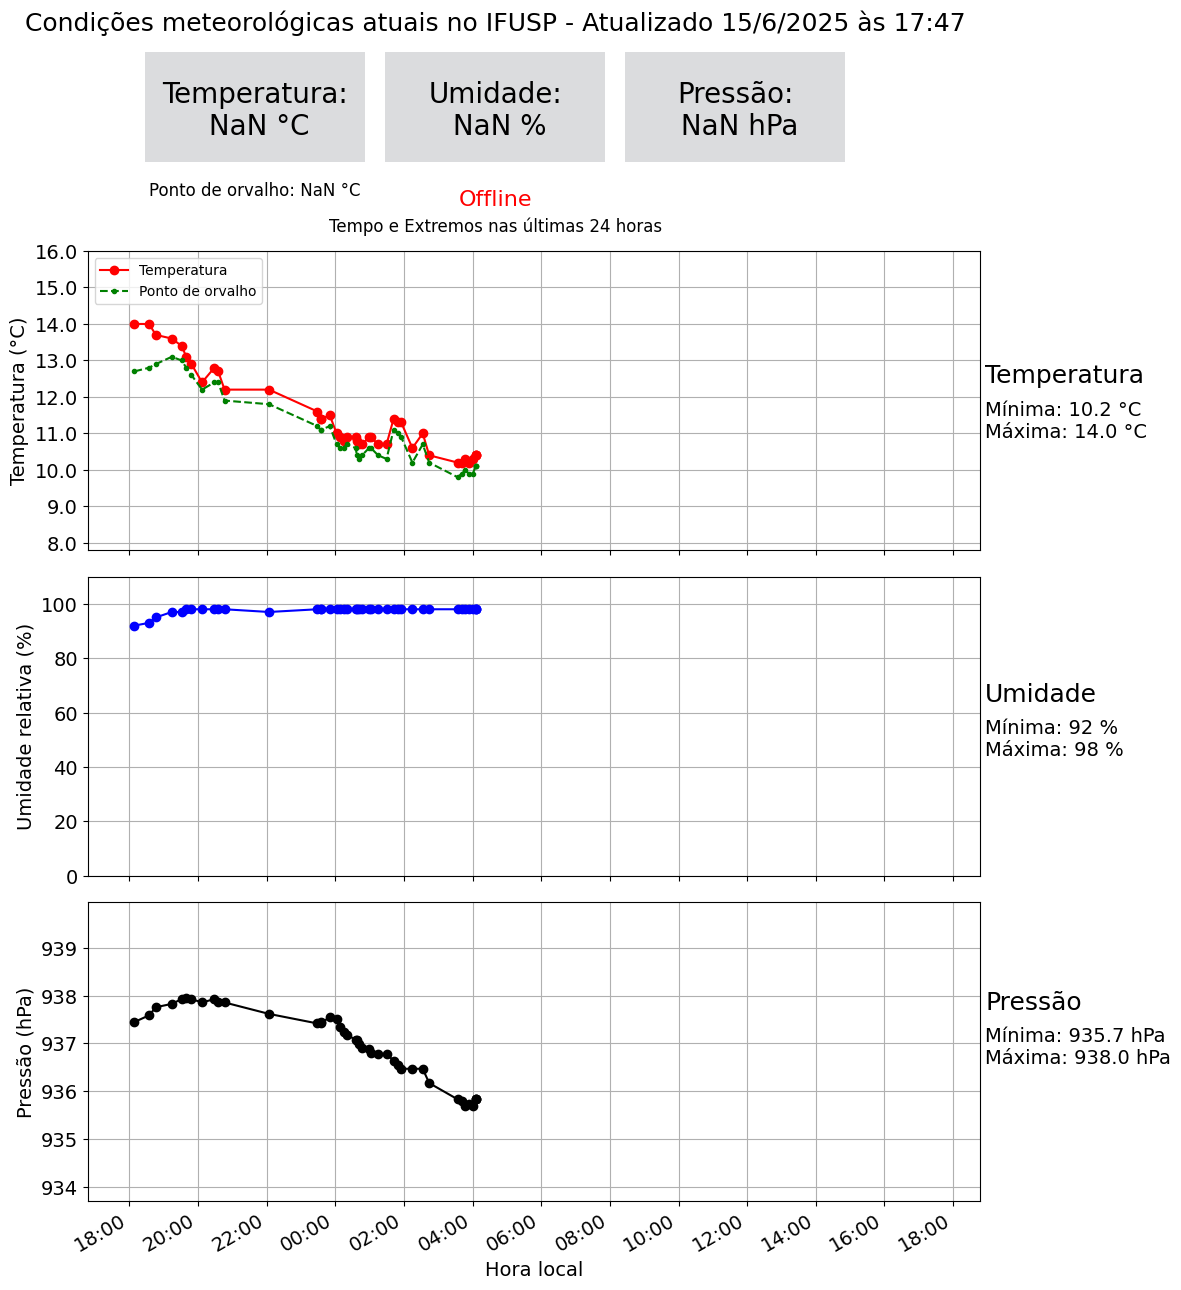 Condições meteorológicas atuais no IFUSP - Atualizado 15/6/2025 às 17:47
Temperatura:
NaN °C
Umidade:
NaN %
Pressão:
NaN hPa
Ponto de orvalho: NaN °C
Offline
Tempo e Extremos nas últimas 24 horas
Temperatura (°C)
16.0
15.0
14.0
13.0
12.0
11.0
10.0
9.0
8.0
Temperatura
Ponto de orvalho
Temperatura
Mínima: 10.2 °C
Máxima: 14.0 °C
Umidade relativa (%)
100
80
60
40
20
0
Umidade
Mínima: 92 %
Máxima: 98 %
Pressão (hPa)
939
938
937
936
935
934
Pressão
Mínima: 935.7 hPa
Máxima: 938.0 hPa
18:00 20:00 22:00 00:00 02:00 04:00 06:00 08:00 10:00 12:00 14:00 16:00 18:00
Hora local